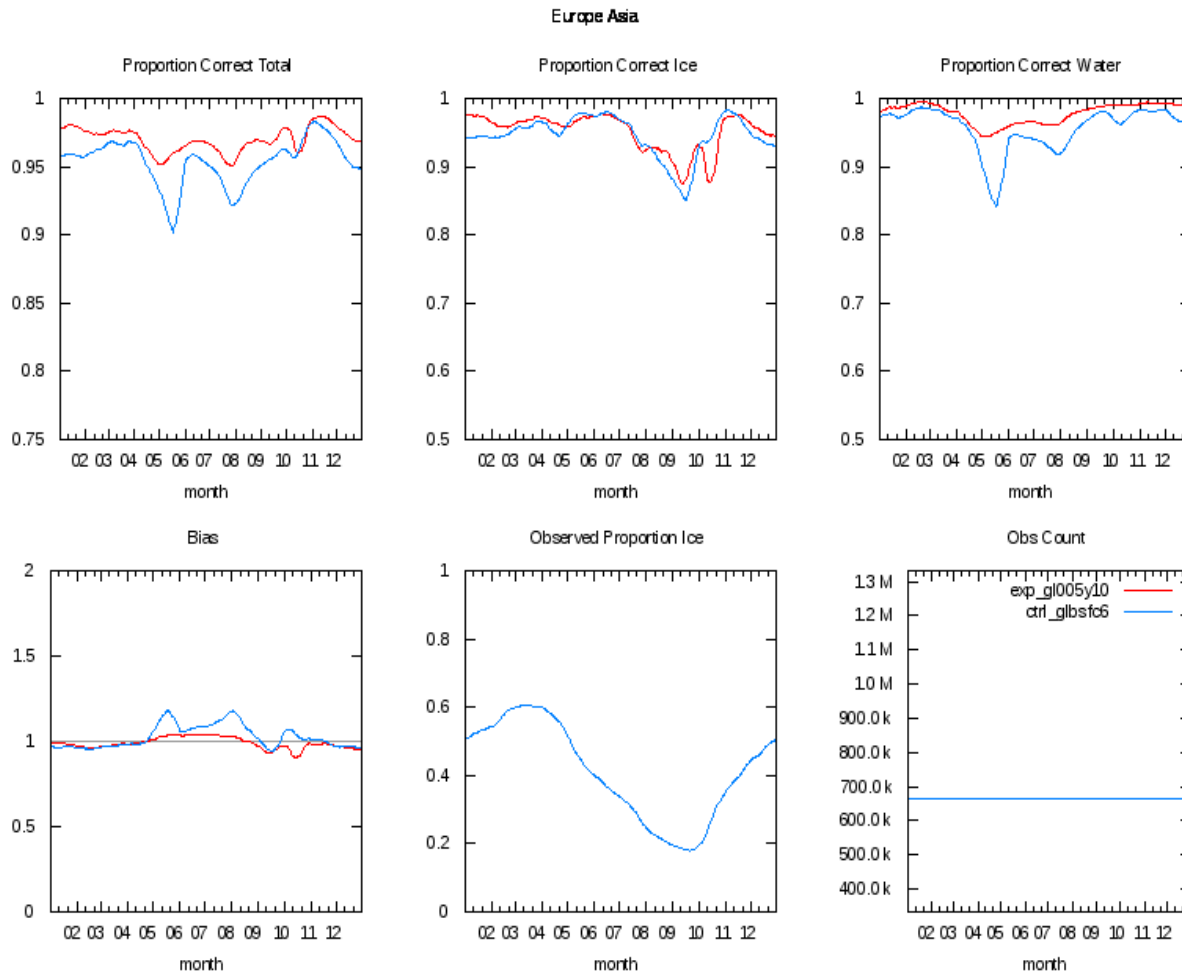 Europe Asia
Proportion Correct Total
1
0.95
0.9
0.85
0.8
0.75
02 03 04 05 06 07 08 09 10 11 12
month
Proportion Correct Ice
1
0.9
0.8
0.7
0.6
0.5
02 03 04 05 06 07 08 09 10 11 12
month
Proportion Correct Water
1
0.9
0.8
0.7
0.6
0.5
02 03 04 05 06 07 08 09 10 11 12
month
Bias
2
1.5
1
0.5
0
02 03 04 05 06 07 08 09 10 11 12
month
Observed Proportion Ice
1
0.8
0.6
0.4
0.2
0
02 03 04 05 06 07 08 09 10 11 12
month
Obs Count
1.3 M
1.2 M
1.1 M
1.0 M
900.0 k
800.0 k
700.0 k
600.0 k
500.0 k
400.0 k
exp_gl005y10
ctrl_glbsfc6
02 03 04 05 06 07 08 09 10 11 12
month